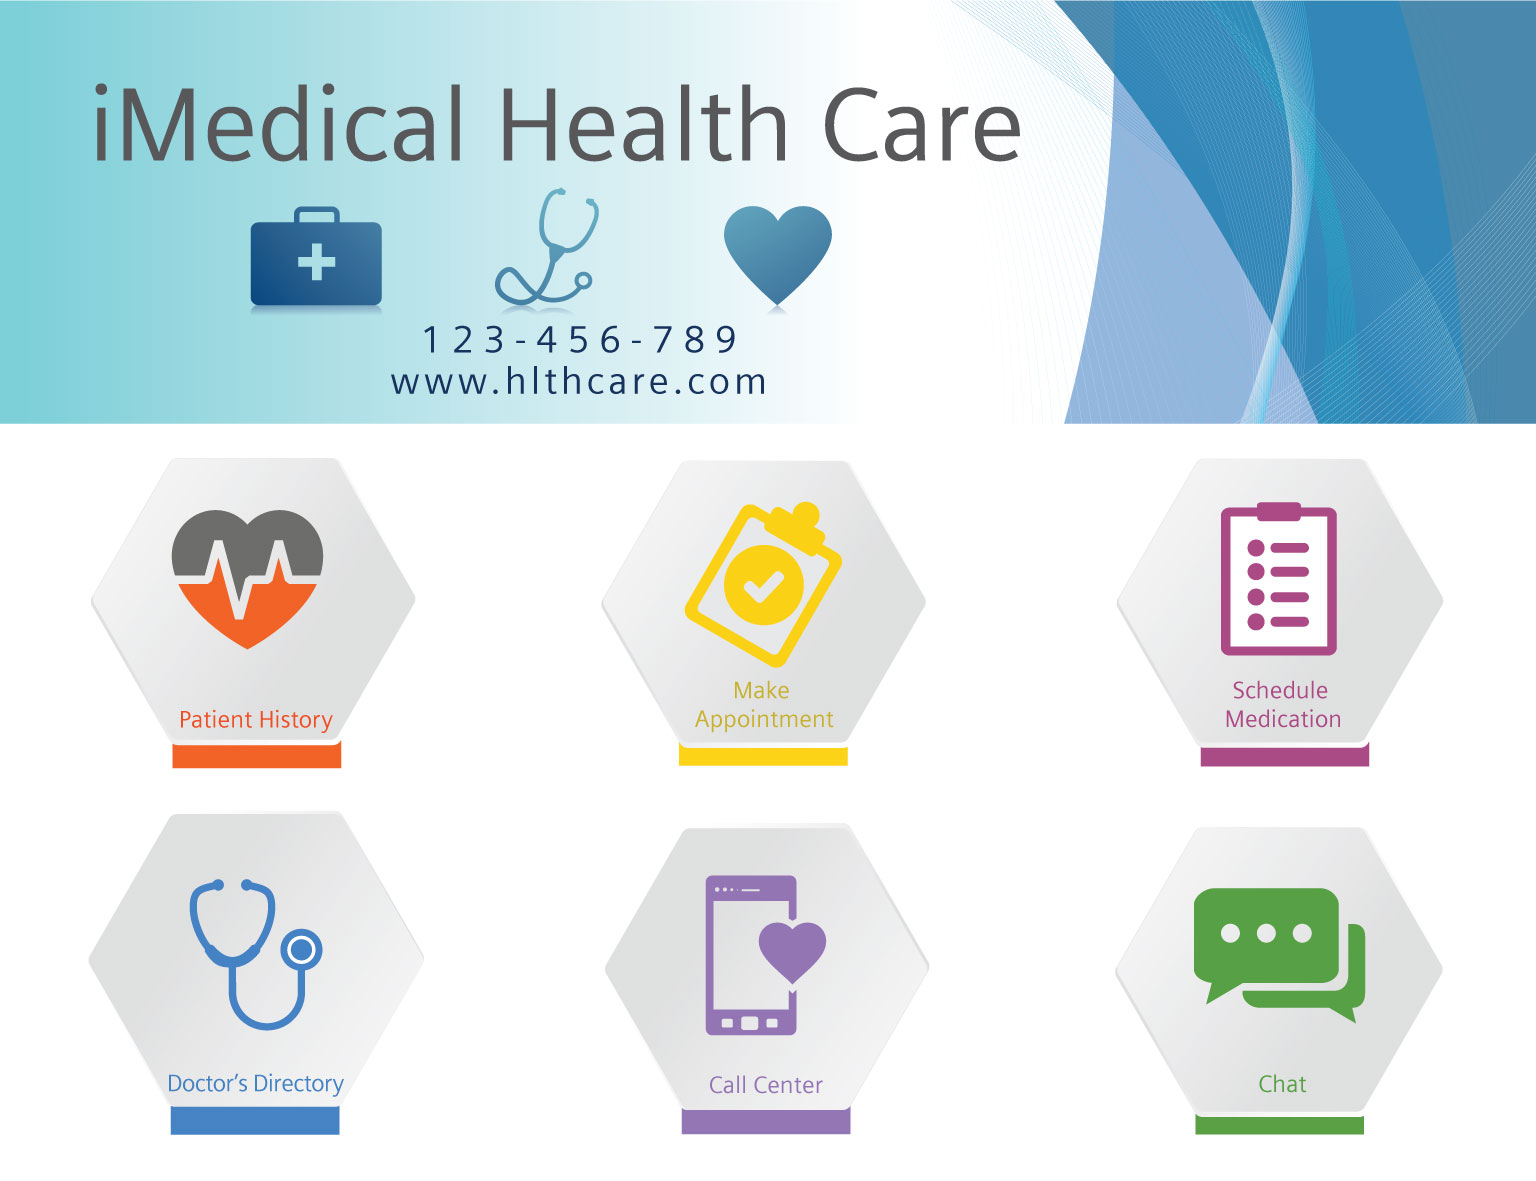 iMedical Health Care
123-456-789
www.hlthcare.com
Patient History
Make
Appointment
Schedule
Medication
Doctor’s Directory
Call Center
Chat